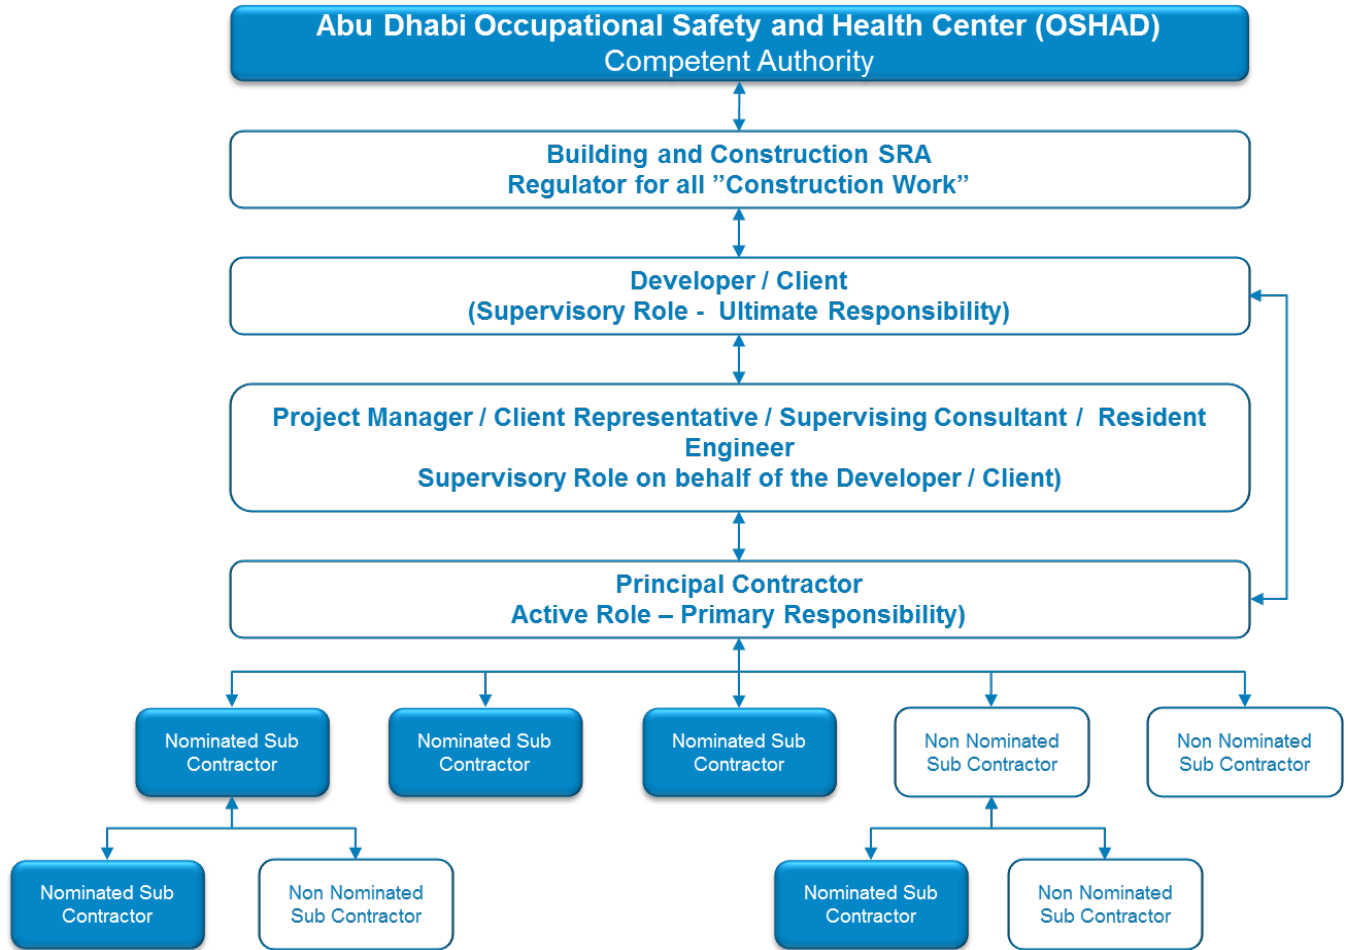 Abu Dhabi Occupational Safety and Health Center (OSHAD)
Competent Authority
Building and Construction SRA
Regulator for all ”Construction Work”
Developer / Client
(Supervisory Role - Ultimate Responsibility)
Project Manager / Client Representative / Supervising Consultant / Resident
Engineer
Supervisory Role on behalf of the Developer / Client)
Principal Contractor
Active Role – Primary Responsibility)
Nominated Sub
Contractor
Nominated Sub
Contractor
Nominated Sub
Contractor
Non Nominated
Sub Contractor
Non Nominated
Sub Contractor
Nominated Sub
Contractor
Non Nominated
Sub Contractor
Nominated Sub
Contractor
Non Nominated
Sub Contractor